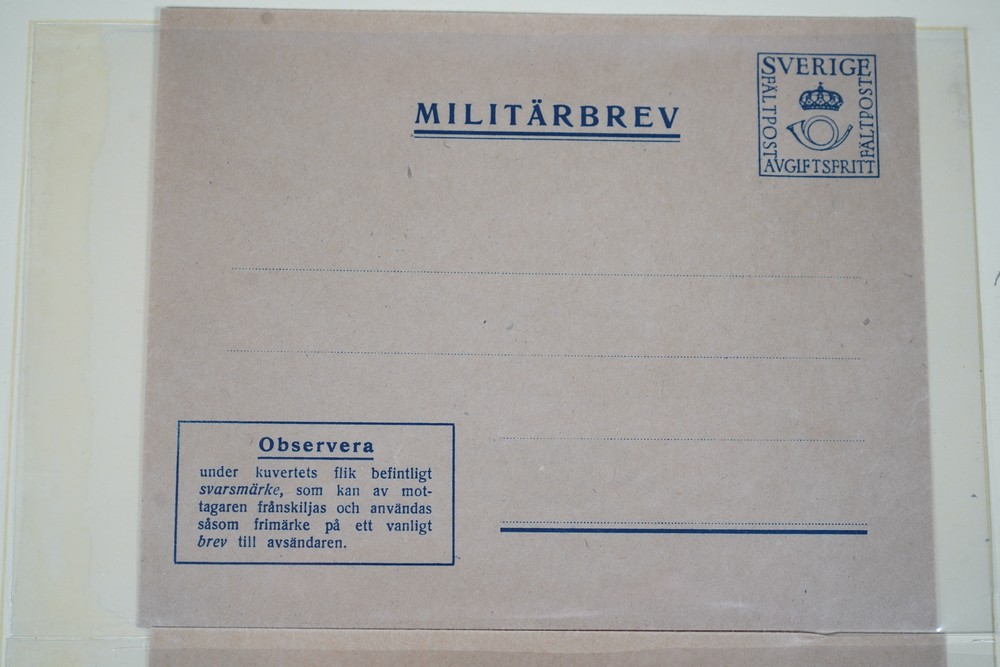 MILITÄRBREV
SVERIGE
FÄLTPOST
FÄLTPOST
AVGIFTSFRITT
Observera
under kuvertets flik befintligt
svarsmärke, som kan av mot-
tagaren frånskiljas och användas
såsom frimärke på ett vanligt
brev till avsändaren.